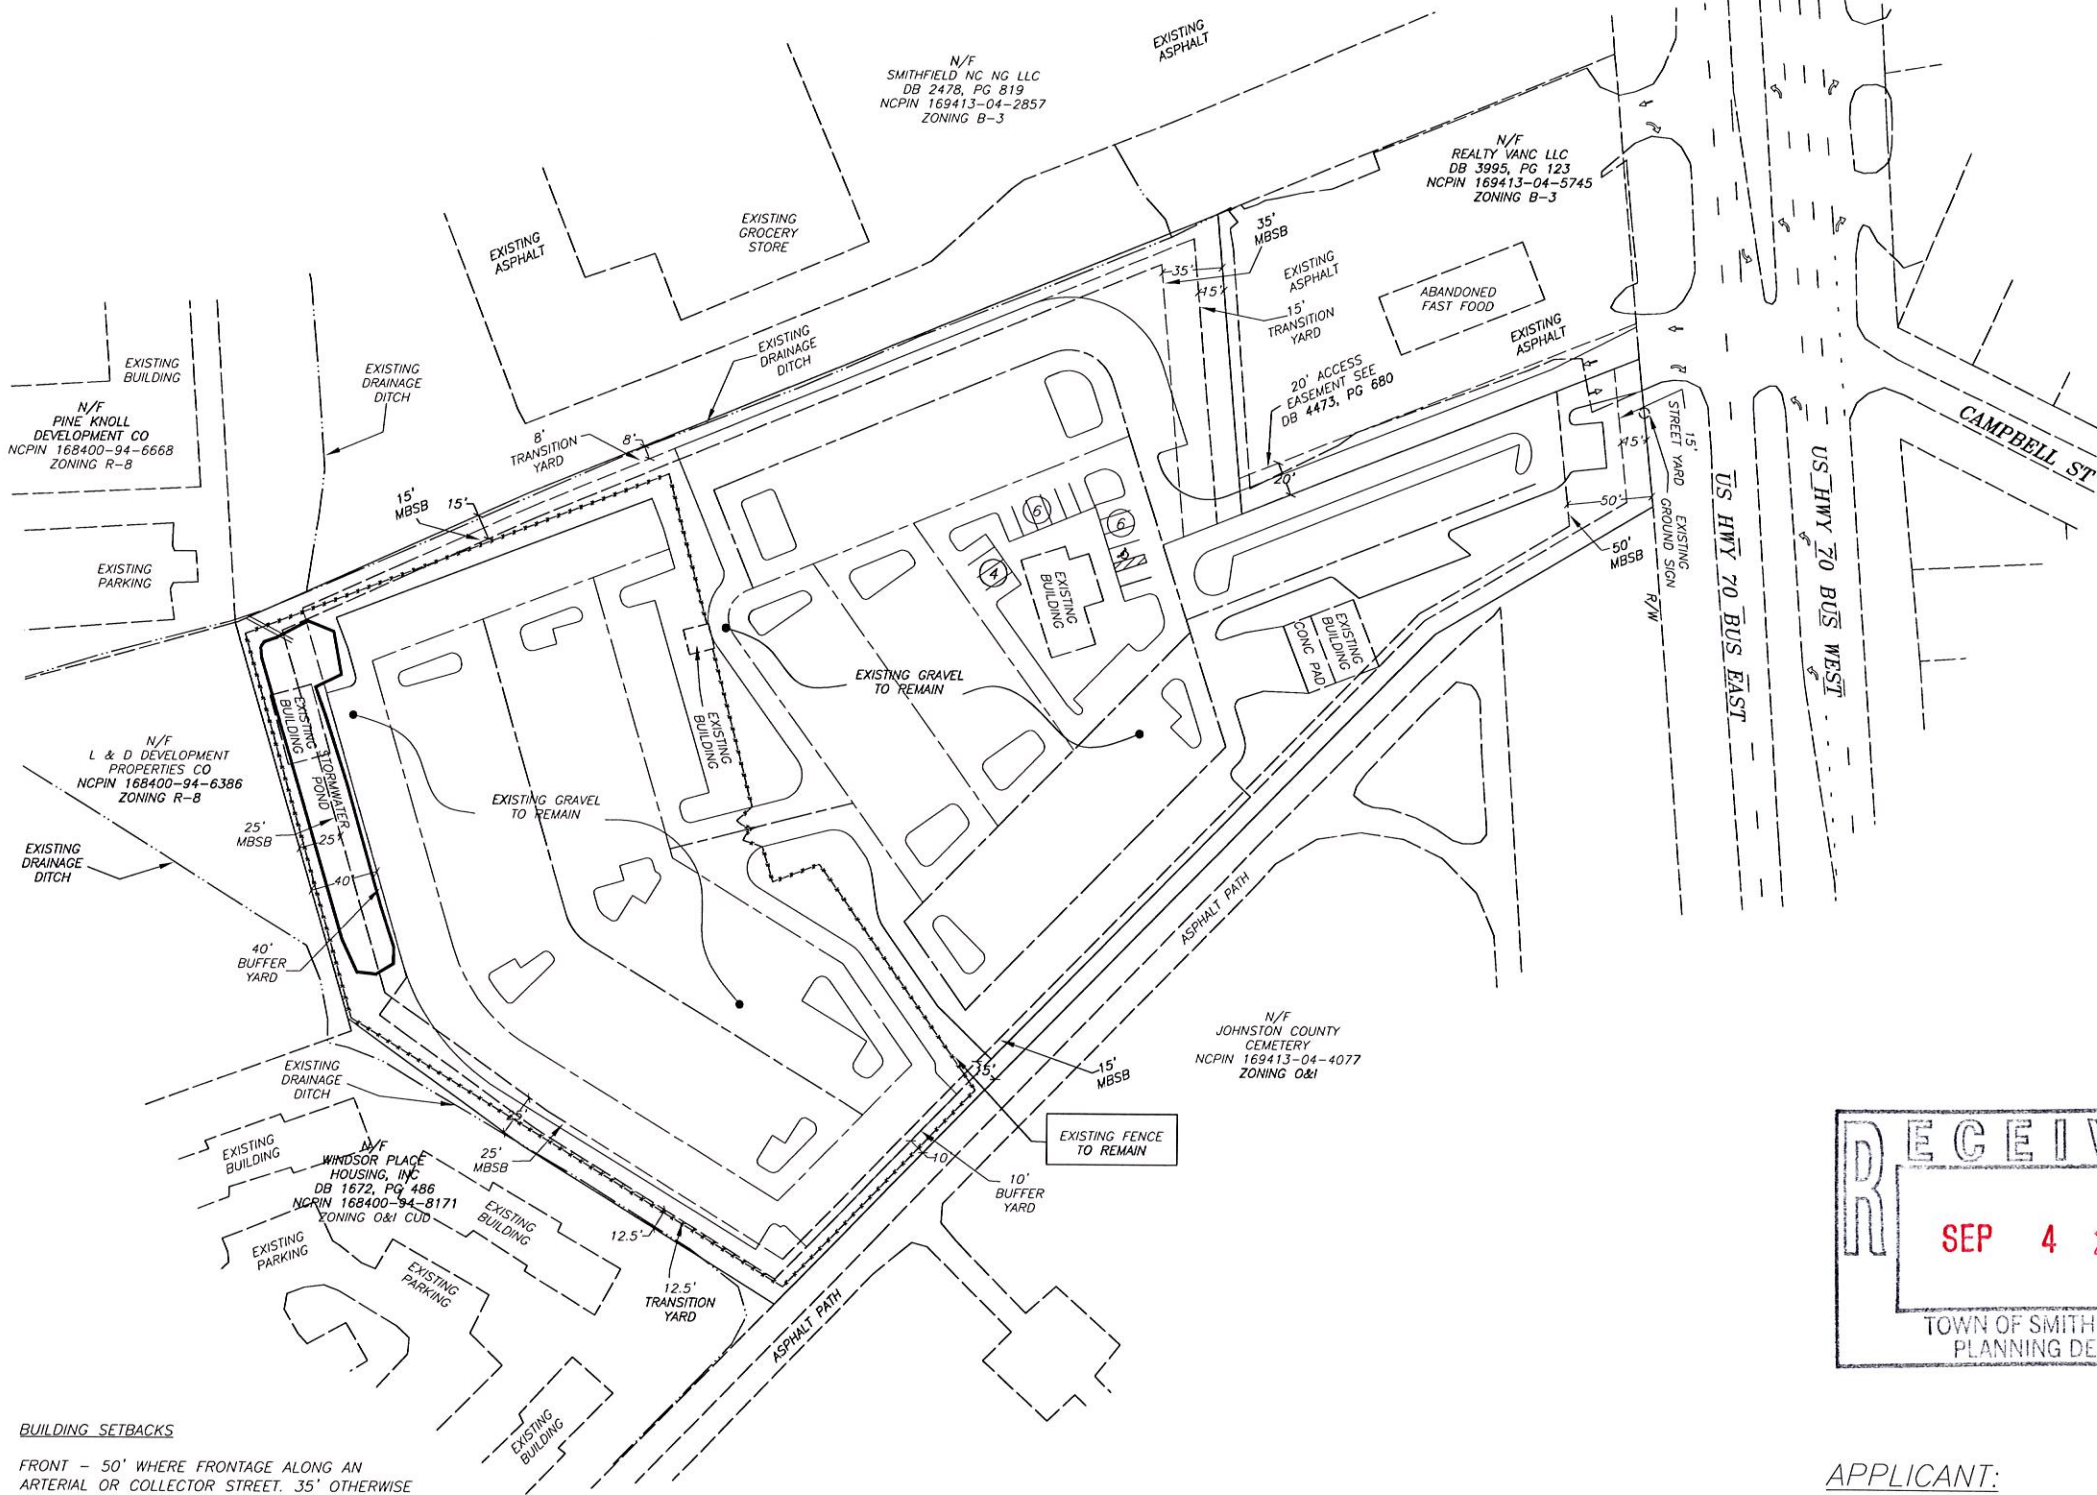 N/F
SMITHFIELD NC NG LLC
DB 2478, PG 819
NCPIN 169413-04-2857
ZONING B-3
EXISTING
ASPHALT
N/F
REALTY VANC LLC
DB 3995, PG 123
NCPIN 169413-04-5745
ZONING B-3
EXISTING
GROCERY
STORE
EXISTING
ASPHALT
35'
MBSB
35'
15'
EXISTING
ASPHALT
15'
TRANSITION
YARD
ABANDONED
FAST FOOD
EXISTING
ASPHALT
20' ACCESS
EASEMENT SEE
DB 4473, PG 680
20'
EXISTING
BUILDING
EXISTING
DRAINAGE
DITCH
EXISTING
DRAINAGE
DITCH
N/F
PINE KNOLL
DEVELOPMENT CO
NCPIN 168400-94-6668
ZONING R-8
8'
TRANSITION
YARD
8'
15'
MBSB
15'
EXISTING
PARKING
15'
STREET YARD
15'
EXISTING
GROUND SIGN
50'
50'
MBSB
R/W
US HWY 70 BUS EAST
US HWY 70 BUS WEST
CAMPBELL ST
6
6
4
EXISTING
BUILDING
EXISTING
BUILDING
CONC PAD
EXISTING GRAVEL
TO REMAIN
EXISTING
BUILDING
EXISTING
BUILDING
STORMWATER
POND
N/F
L & D DEVELOPMENT
PROPERTIES CO
NCPIN 168400-94-6386
ZONING R-8
25'
MBSB
25'
40'
EXISTING GRAVEL
TO REMAIN
EXISTING
DRAINAGE
DITCH
40'
BUFFER
YARD
ASPHALT PATH
N/F
JOHNSTON COUNTY
CEMETERY
NCPIN 169413-04-4077
ZONING O&I
15'
15'
MBSB
EXISTING FENCE
TO REMAIN
10'
10'
BUFFER
YARD
EXISTING
DRAINAGE
DITCH
25'
25'
MBSB
EXISTING
BUILDING
N/F
WINDSOR PLACE
HOUSING, INC
DB 1672, PG 486
NCPIN 168400-94-8171
ZONING O&I CUD
EXISTING
BUILDING
EXISTING
PARKING
EXISTING
PARKING
12.5'
12.5'
TRANSITION
YARD
ASPHALT PATH
EXISTING
BUILDING
RECEIV
SEP 4
TOWN OF SMITH
PLANNING DE
BUILDING SETBACKS
FRONT - 50' WHERE FRONTAGE ALONG AN
ARTERIAL OR COLLECTOR STREET. 35' OTHERWISE
APPLICANT: